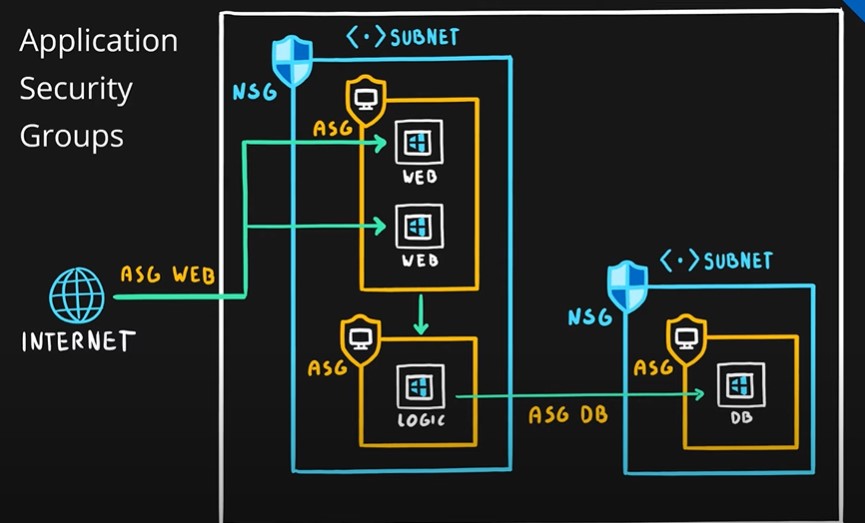 Application
Security
Groups
<·>SUBNET
NSG
ASG
WEB
WEB
ASG WEB
INTERNET
ASG
LOGIC
<·>SUBNET
NSG
ASG
DB
ASG DB